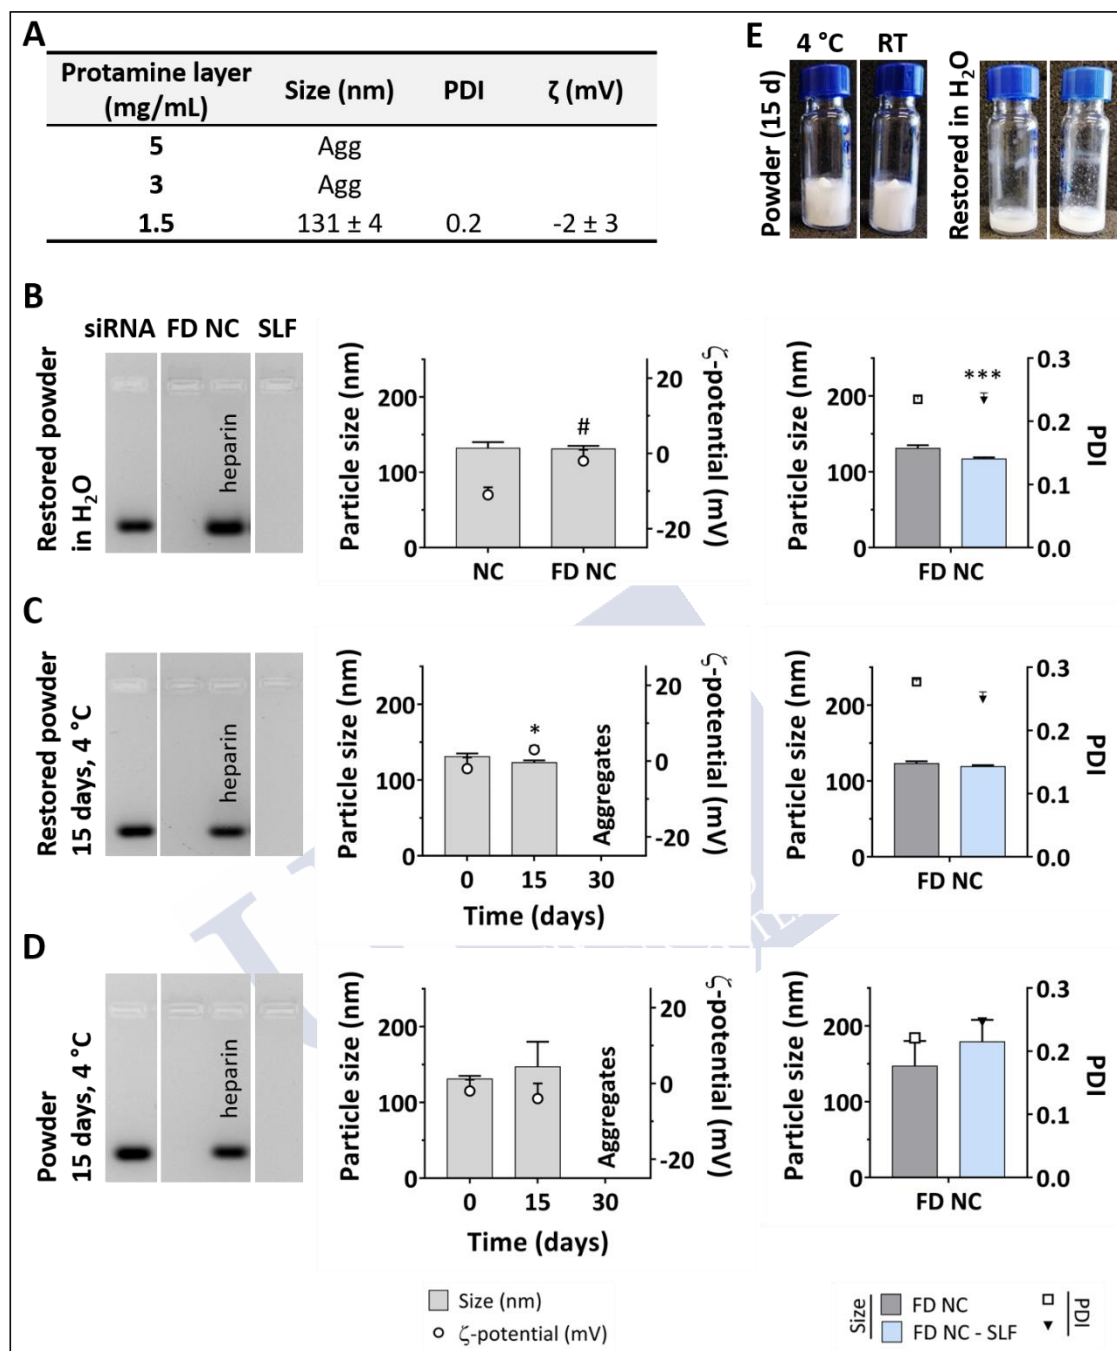 A
Protamine layer (mg/mL) Size (nm) PDI ζ (mV)
5 Agg
3 Agg
1.5 131 ± 4 0.2 -2 ± 3
E
4 °C RT
Powder (15 d)
Restored in H₂O
B
siRNA FD NC SLF
Restored powder
in H₂O
heparin
Particle size (nm)
200
100
0
NC FD NC
#
20
0
-20
ζ-potential (mV)
Particle size (nm)
200
100
0
FD NC
***
0.3
0.2
0.1
0.0
PDI
C
Restored powder
15 days, 4 °C
heparin
Particle size (nm)
200
100
0
*
Aggregates
0 15 30
Time (days)
20
0
-20
ζ-potential (mV)
Particle size (nm)
200
100
0
FD NC
0.3
0.2
0.1
0.0
PDI
D
Powder
15 days, 4 °C
heparin
Particle size (nm)
200
100
0
Aggregates
0 15 30
Time (days)
20
0
-20
ζ-potential (mV)
Particle size (nm)
200
100
0
FD NC
0.3
0.2
0.1
0.0
PDI
Size (nm)
ζ-potential (mV)
Size
FD NC
FD NC - SLF
PDI